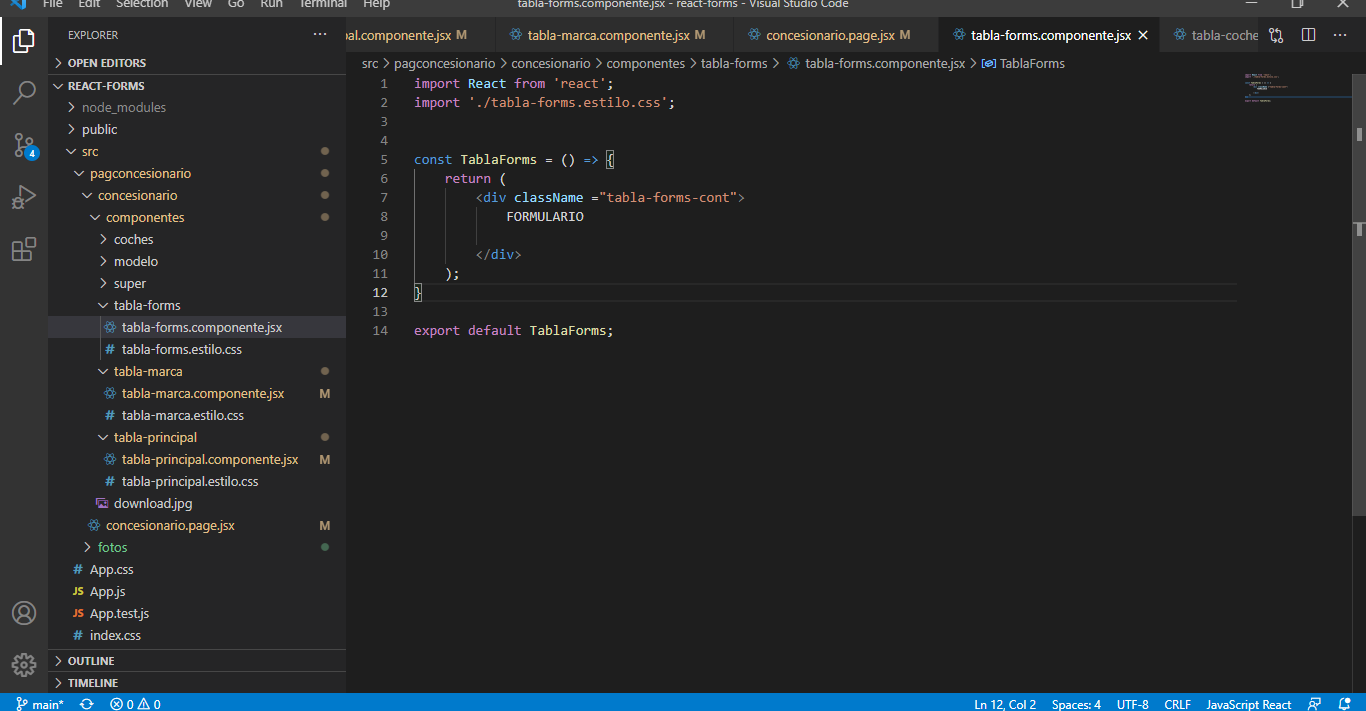 File Edit Selection View Go Run Terminal Help
tabla-forms.componente.jsx - react-forms - Visual Studio Code
EXPLORER
OPEN EDITORS
REACT-FORMS
node_modules
public
src
pagconcesionario
concesionario
componentes
coches
modelo
super
tabla-forms
tabla-forms.componente.jsx
# tabla-forms.estilo.css
tabla-marca
tabla-marca.componente.jsx M
# tabla-marca.estilo.css
tabla-principal
tabla-principal.componente.jsx M
# tabla-principal.estilo.css
download.jpg
concesionario.page.jsx M
fotos
# App.css
JS App.js
JS App.test.js
# index.css
OUTLINE
TIMELINE
4
pal.componente.jsx M tabla-marca.componente.jsx M concesionario.page.jsx M tabla-forms.componente.jsx tabla-coche
src > pagconcesionario > concesionario > componentes > tabla-forms > tabla-forms.componente.jsx > TablaForms
1 import React from 'react';
2 import './tabla-forms.estilo.css';
3
4
5 const TablaForms = () => {
6 return (
7 <div className ="tabla-forms-cont">
8 FORMULARIO
9
10 </div>
11 );
12 }
13
14 export default TablaForms;
main* 0 0 Ln 12, Col 2 Spaces: 4 UTF-8 CRLF JavaScript React